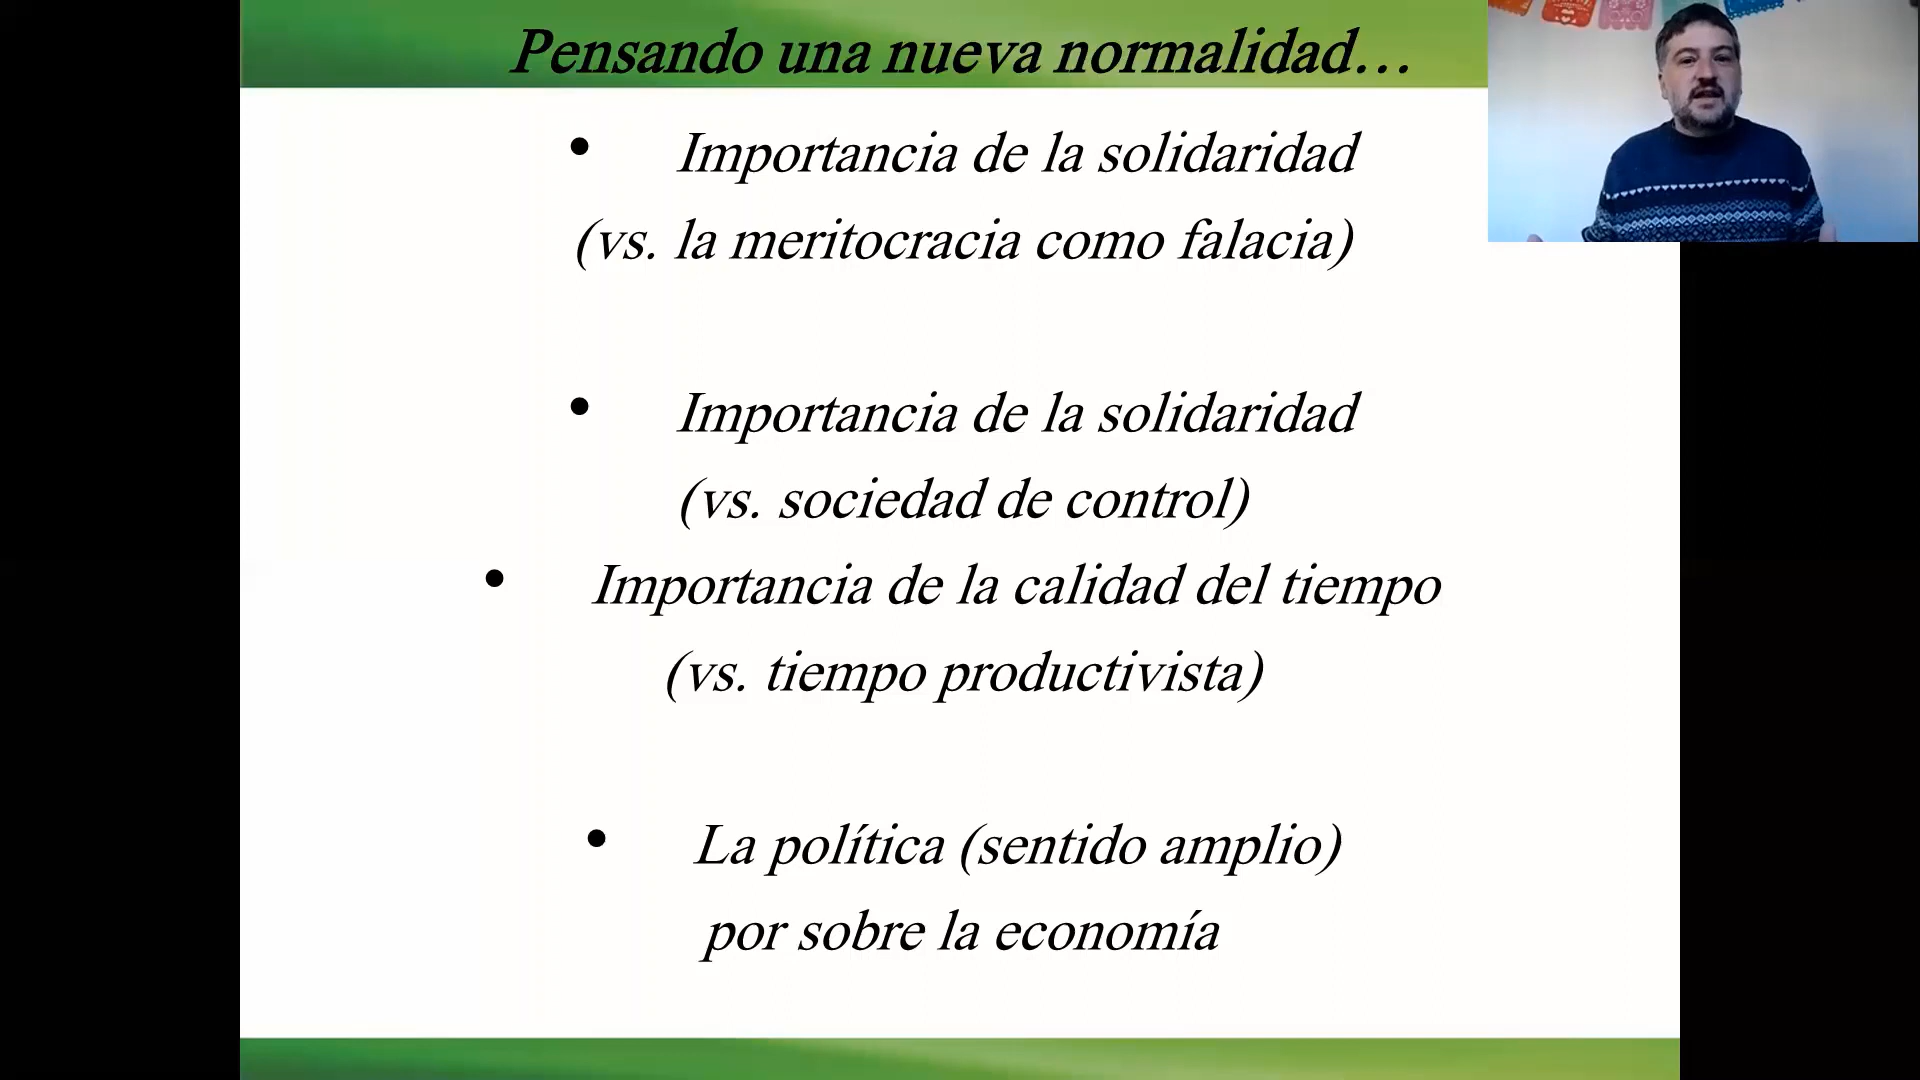 Pensando una nueva normalidad...
• Importancia de la solidaridad
(vs. la meritocracia como falacia)
• Importancia de la solidaridad
(vs. sociedad de control)
• Importancia de la calidad del tiempo
(vs. tiempo productivista)
• La política (sentido amplio)
por sobre la economía